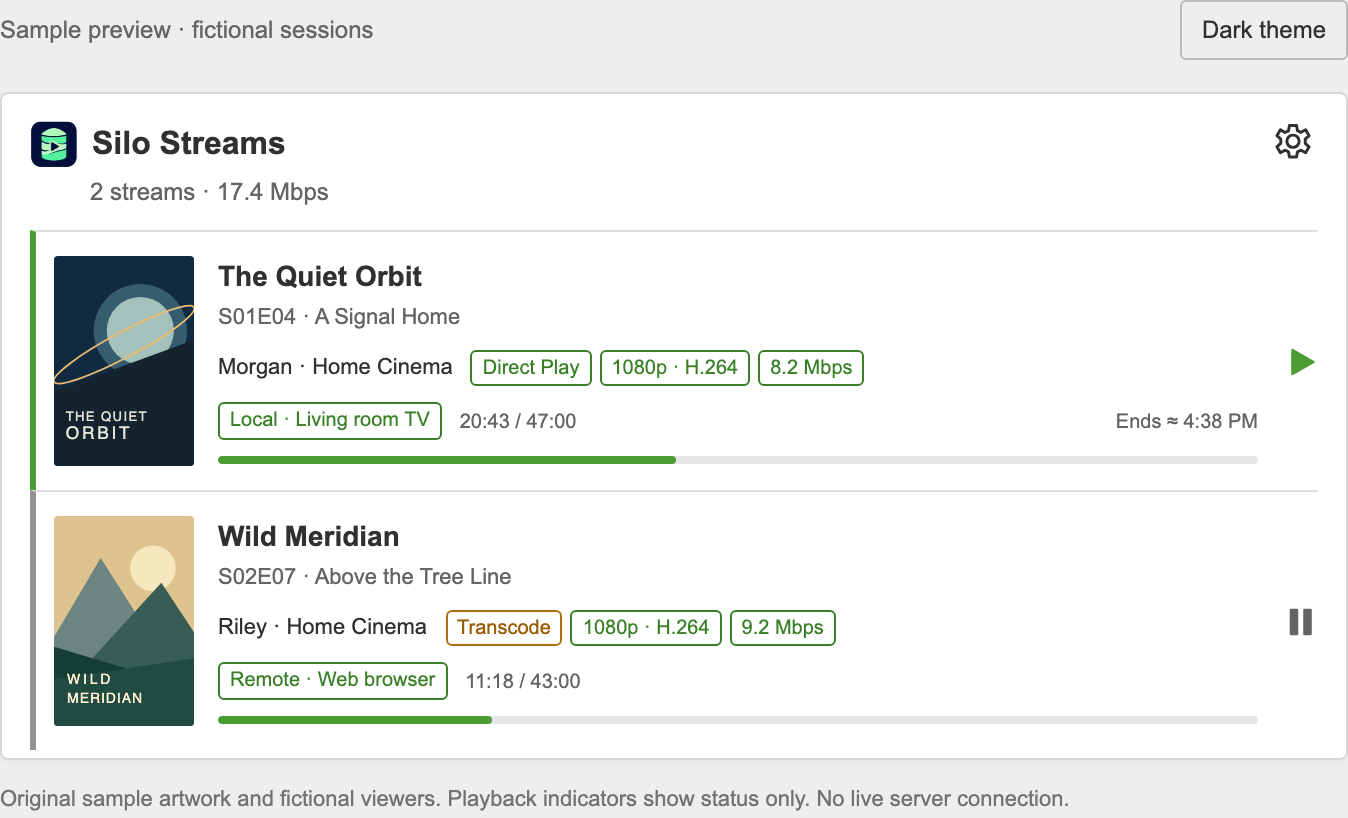 Sample preview · fictional sessions
Dark theme
Silo Streams
2 streams · 17.4 Mbps
THE QUIET
ORBIT
The Quiet Orbit
S01E04 · A Signal Home
Morgan · Home Cinema Direct Play 1080p · H.264 8.2 Mbps
Local · Living room TV 20:43 / 47:00 Ends ≈ 4:38 PM
WILD
MERIDIAN
Wild Meridian
S02E07 · Above the Tree Line
Riley · Home Cinema Transcode 1080p · H.264 9.2 Mbps
Remote · Web browser 11:18 / 43:00
Original sample artwork and fictional viewers. Playback indicators show status only. No live server connection.